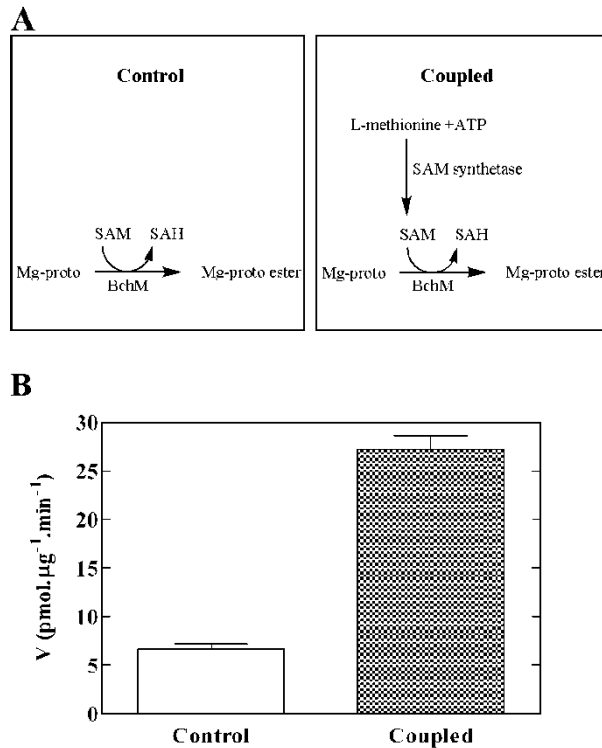 A
Control
SAM SAH
Mg-proto Mg-proto ester
BchM
Coupled
L-methionine +ATP
SAM synthetase
SAM SAH
Mg-proto Mg-proto ester
BchM
B
V (pmol.µg⁻¹.min⁻¹)
30
25
20
15
10
5
0
Control Coupled